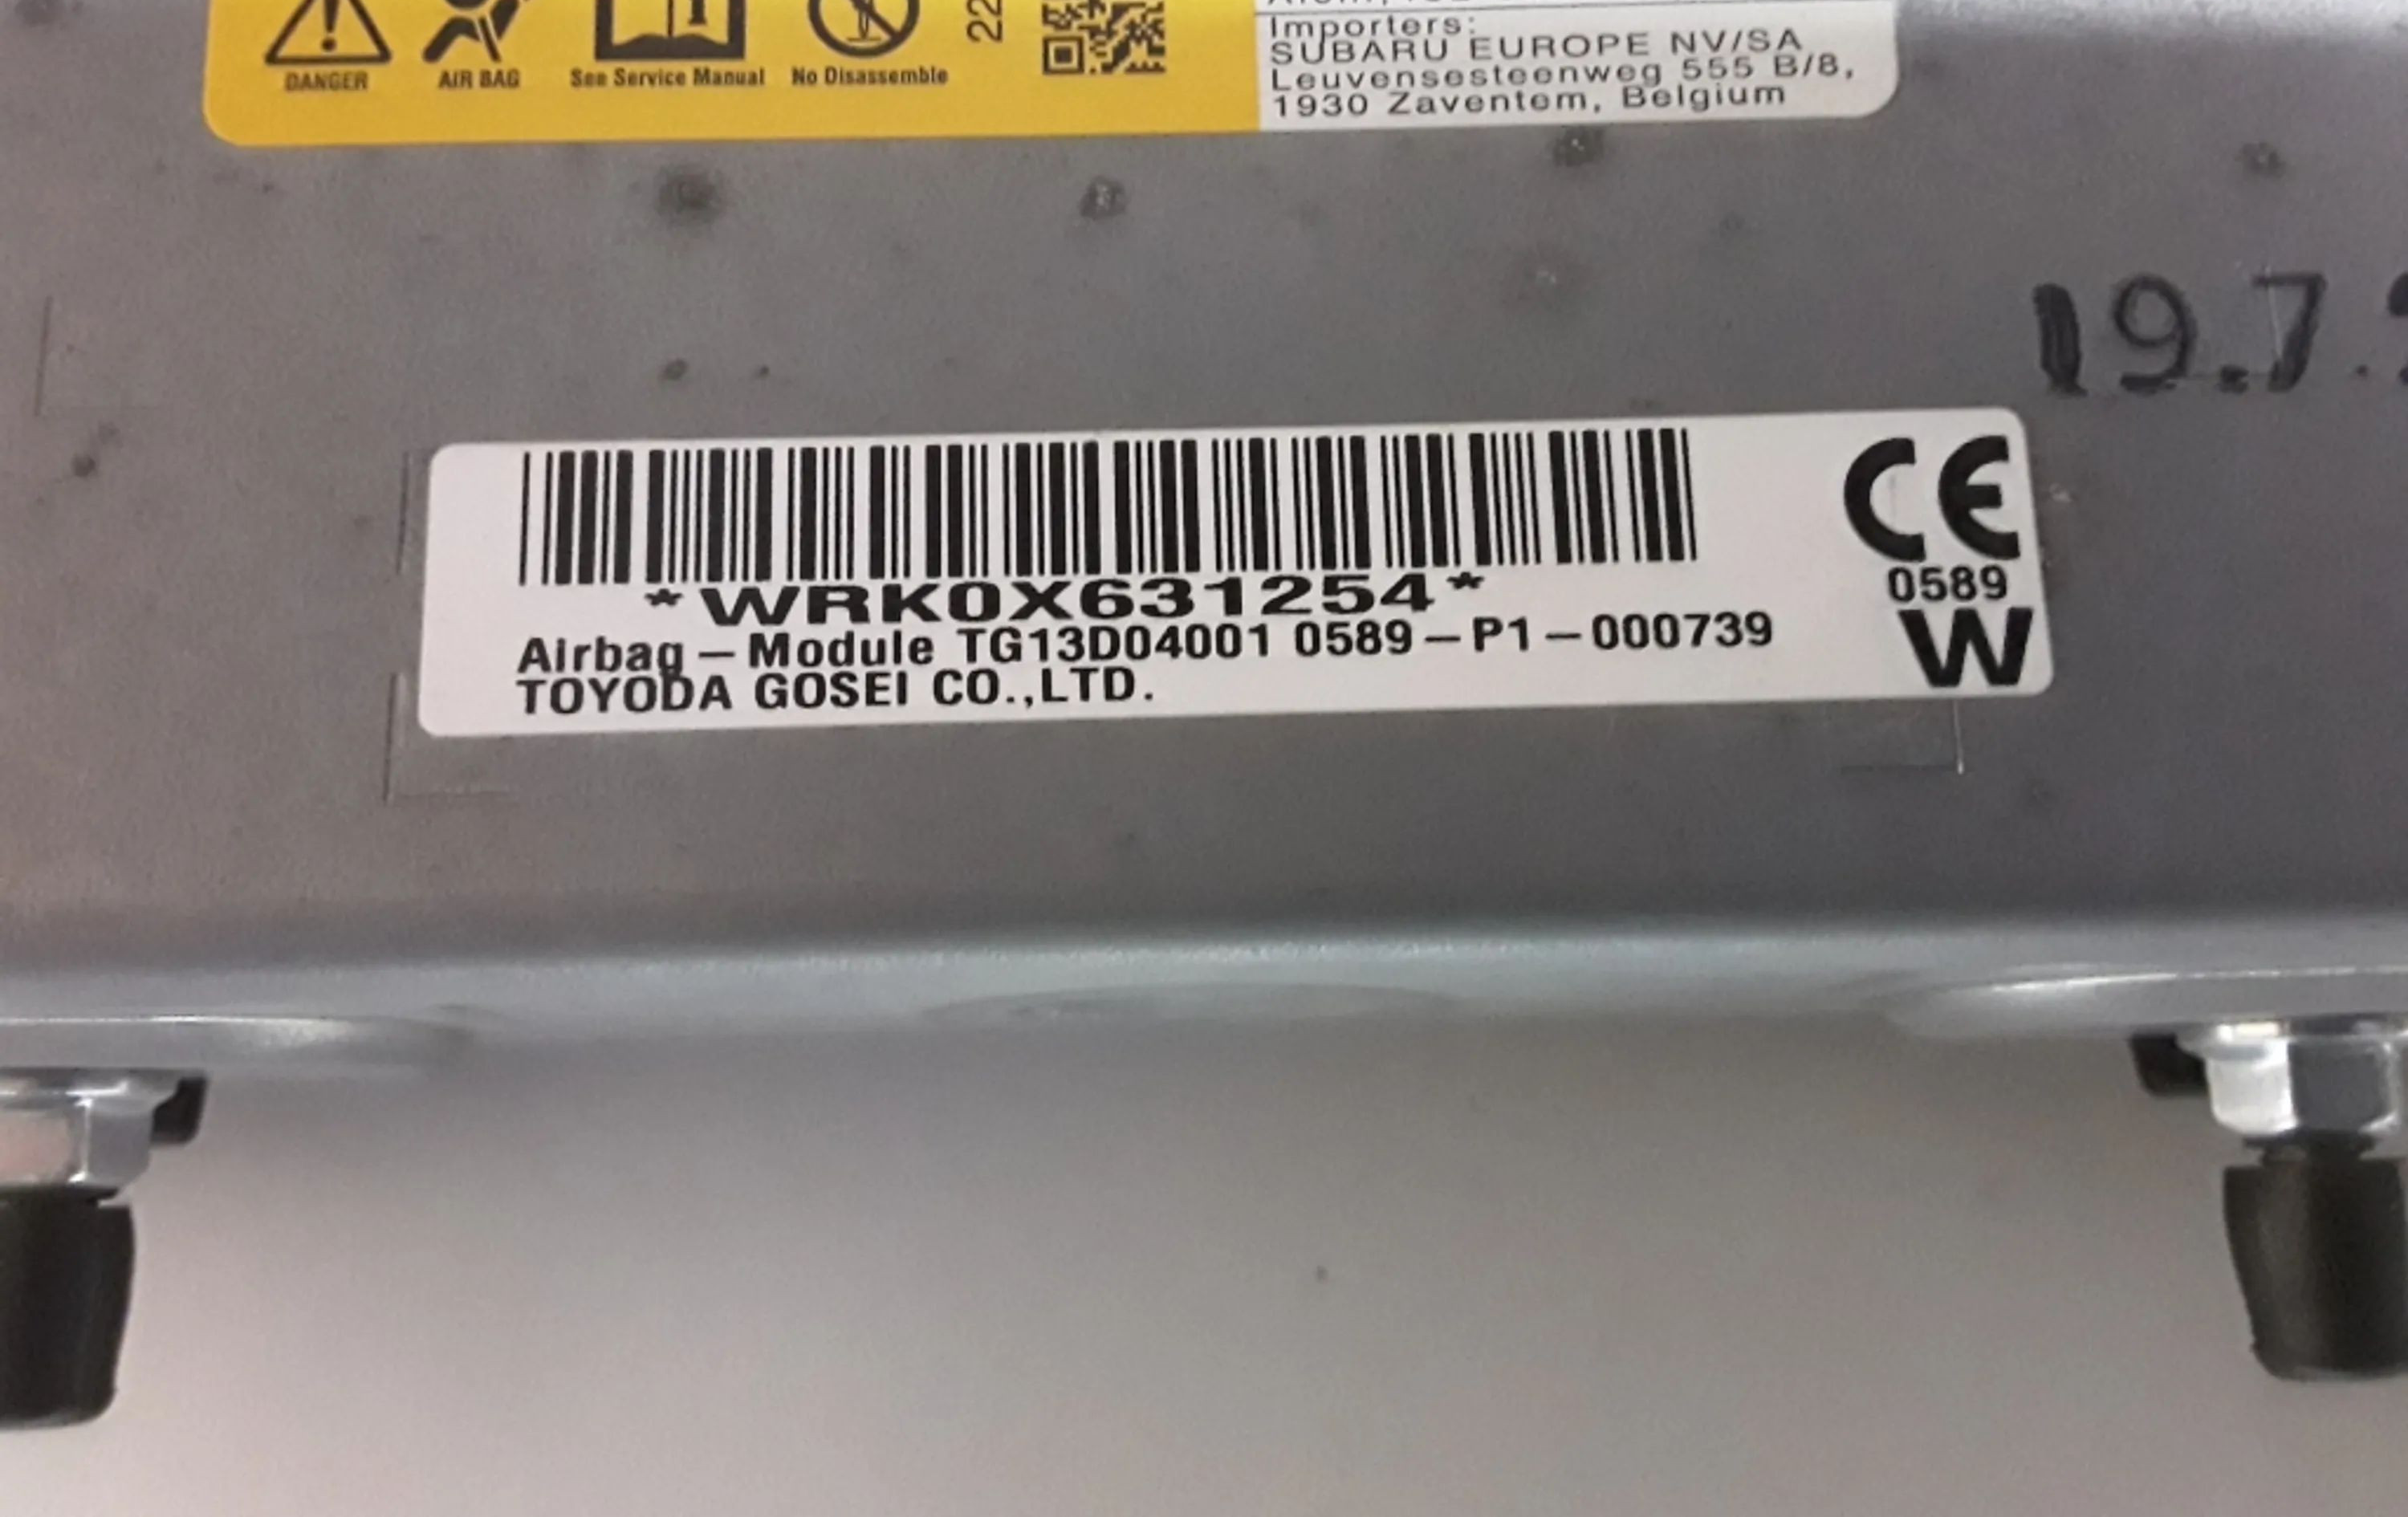 DANGER
AIR BAG
See Service Manual
No Disassemble
22
Importers:
SUBARU EUROPE NV/SA
Leuvensesteenweg 555 B/8,
1930 Zaventem, Belgium
19.7.
*WRK0X631254*
Airbag-Module TG13D04001 0589-P1-000739
TOYODA GOSEI CO.,LTD.
CE
0589
W